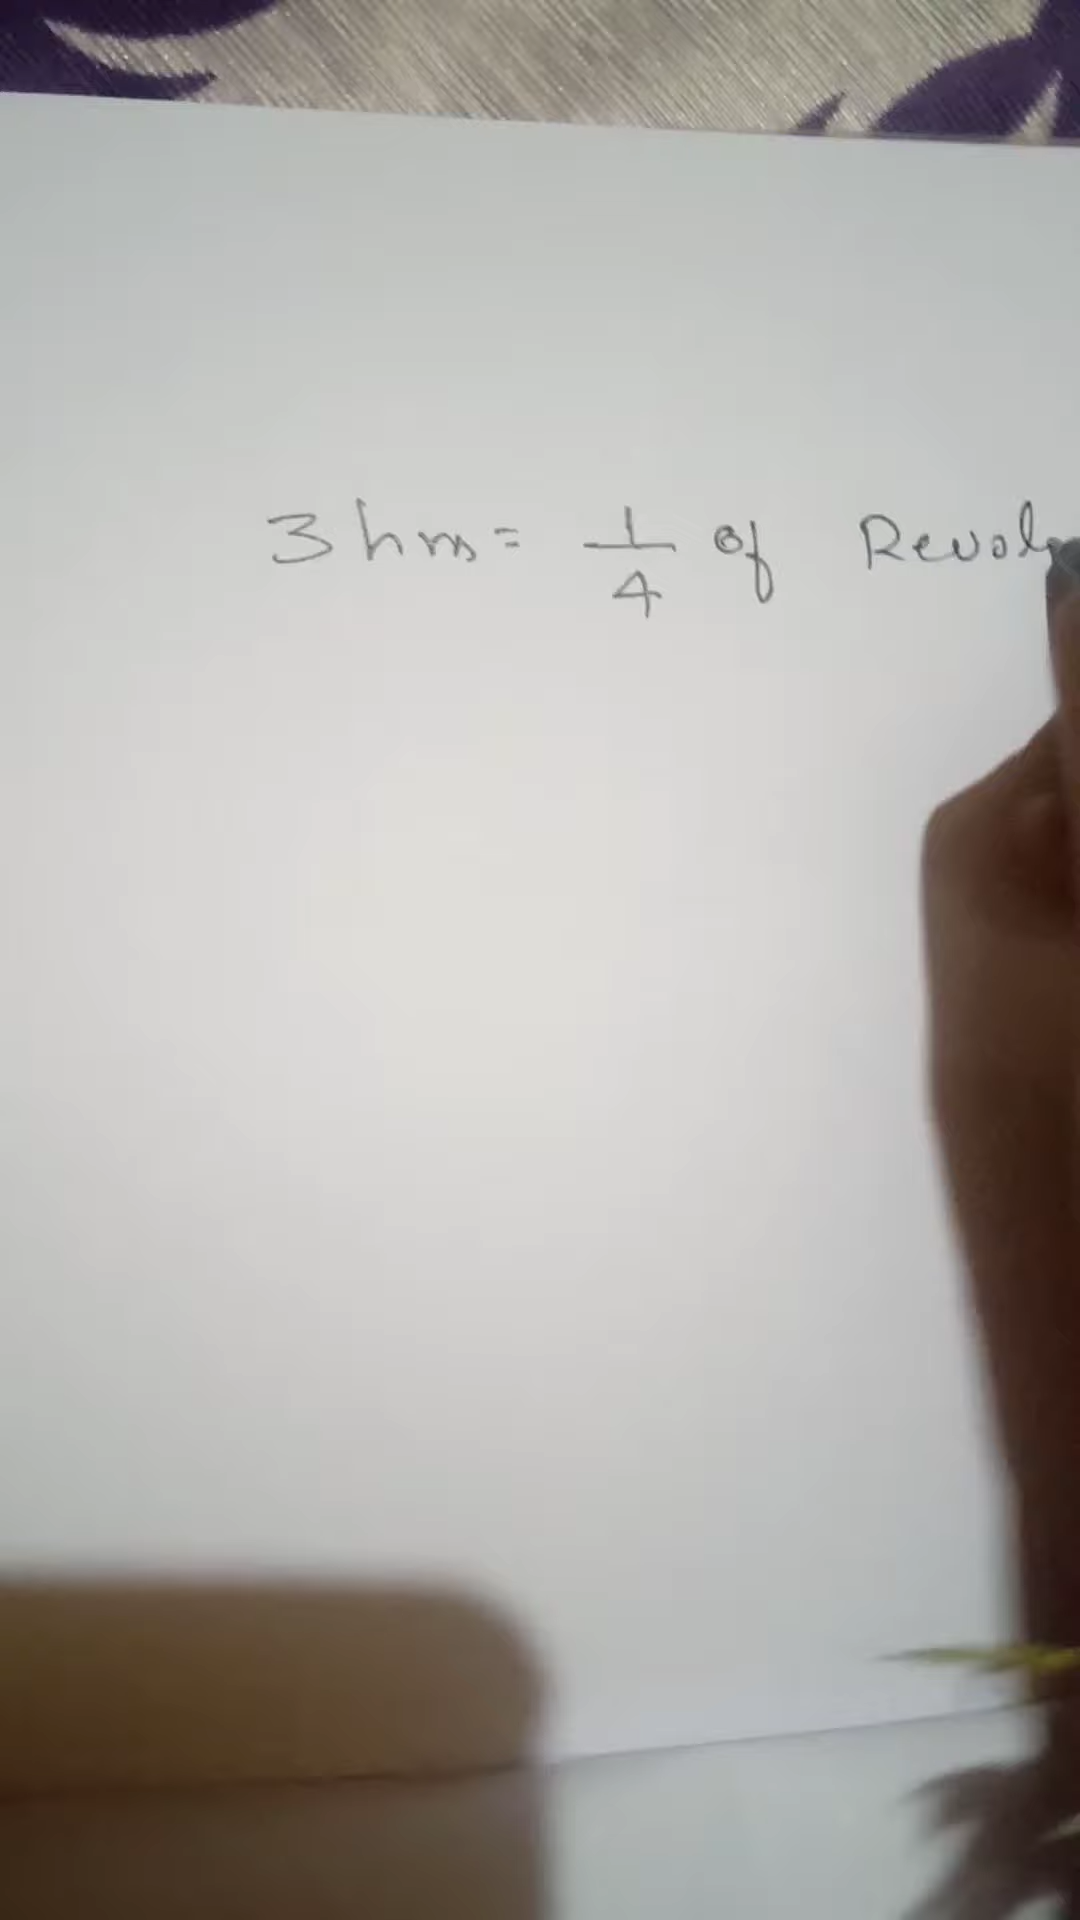 3 hrs = 1/4 of Revol